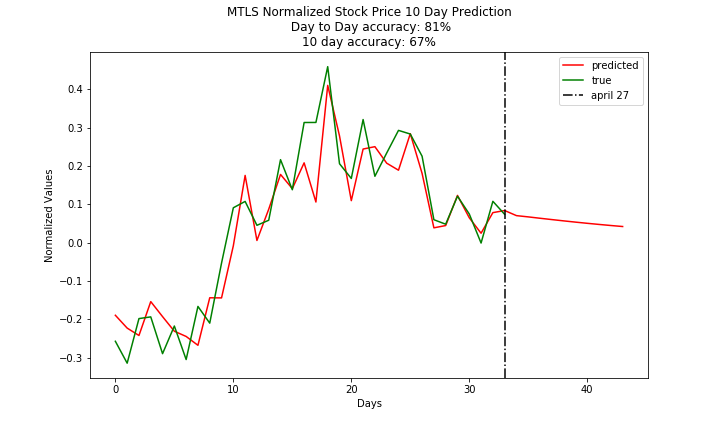 MTLS Normalized Stock Price 10 Day Prediction
Day to Day accuracy: 81%
10 day accuracy: 67%
predicted
true
april 27
Normalized Values
0.4
0.3
0.2
0.1
0.0
−0.1
−0.2
−0.3
0 10 20 30 40
Days